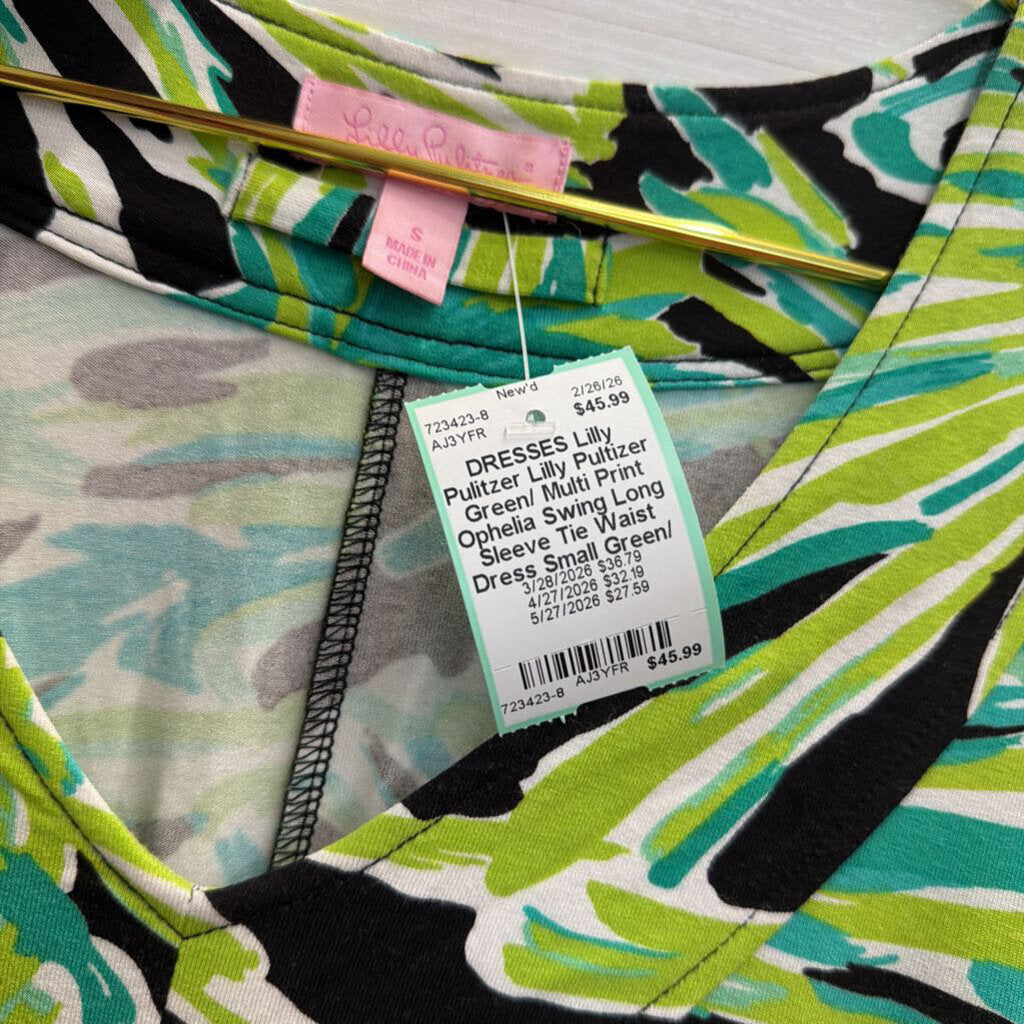 Lilly Pulitzer®
S
MADE IN
CHINA
New'd
723423-8 2/26/26
AJ3YFR $45.99
DRESSES Lilly
Pulitzer Lilly Pultizer
Green/ Multi Print
Ophelia Swing Long
Sleeve Tie Waist
Dress Small Green/
3/28/2026 $36.79
4/27/2026 $32.19
5/27/2026 $27.59
723423-8 AJ3YFR $45.99